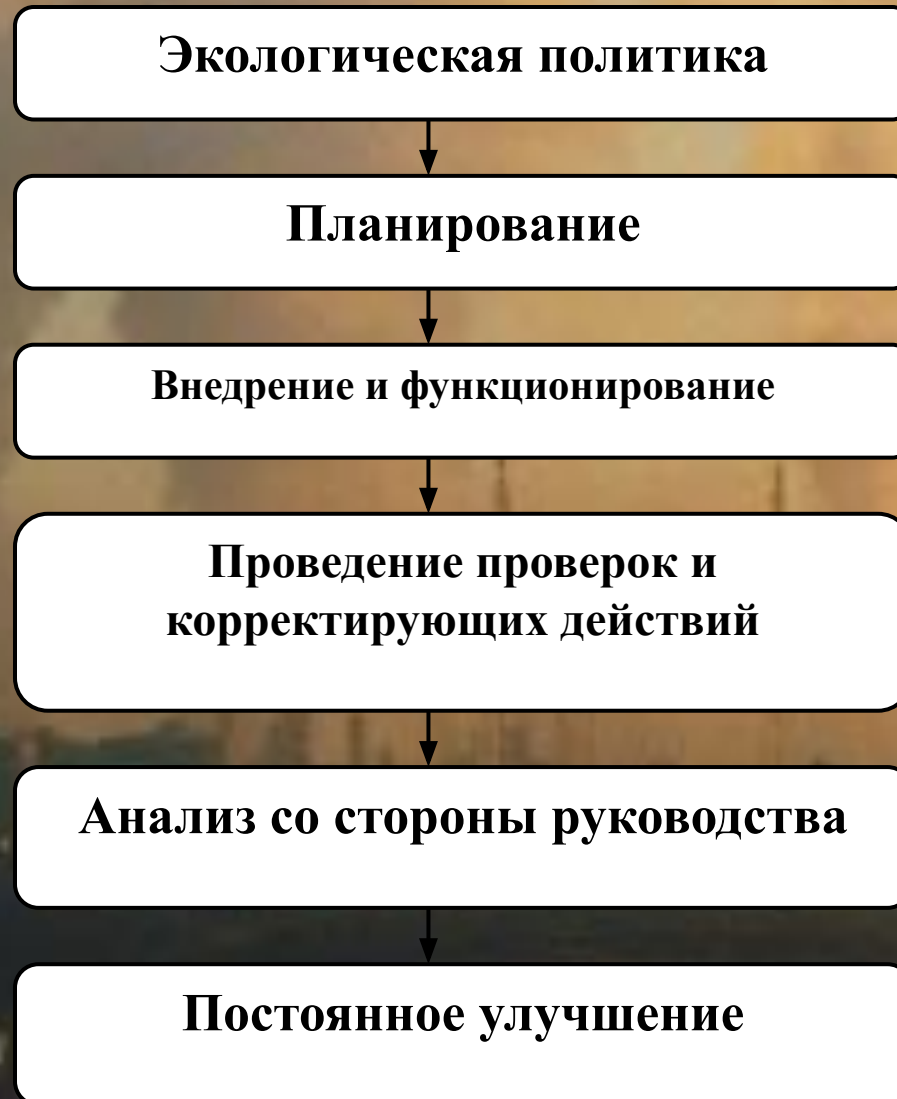 Экологическая политика
Планирование
Внедрение и функционирование
Проведение проверок и
корректирующих действий
Анализ со стороны руководства
Постоянное улучшение